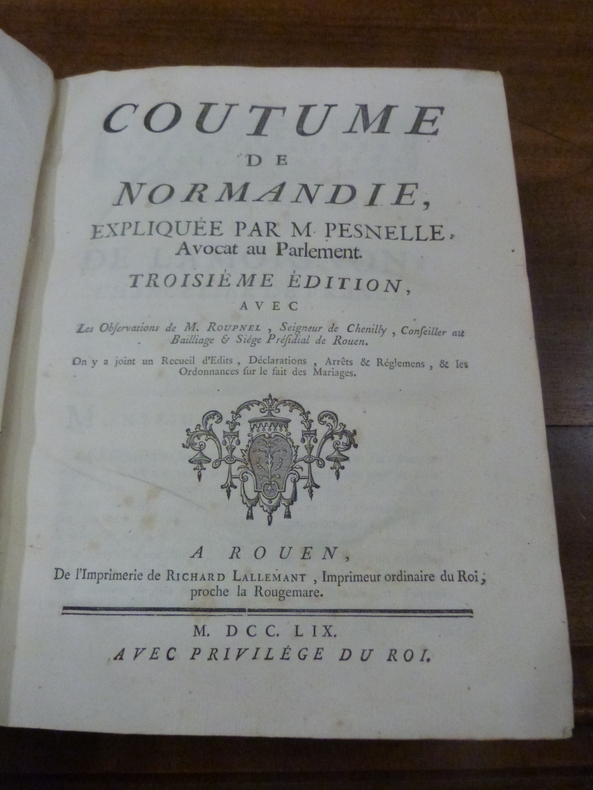 COUTUME
DE
NORMANDIE,
EXPLIQUÉE PAR M. PESNELLE,
Avocat au Parlement.
TROISIÉME ÉDITION,
AVEC
Les Observations de M. ROUPNEL, Seigneur de Chenilly, Conseiller au
Bailliage & Siége Présidial de Rouen.
On y a joint un Recueil d'Edits, Déclarations, Arrêts & Réglemens, & les
Ordonnances sur le fait des Mariages.
A ROUEN,
De l'Imprimerie de RICHARD LALLEMANT, Imprimeur ordinaire du Roi,
proche la Rougemare.
M. DCC. LIX.
AVEC PRIVILÉGE DU ROI.